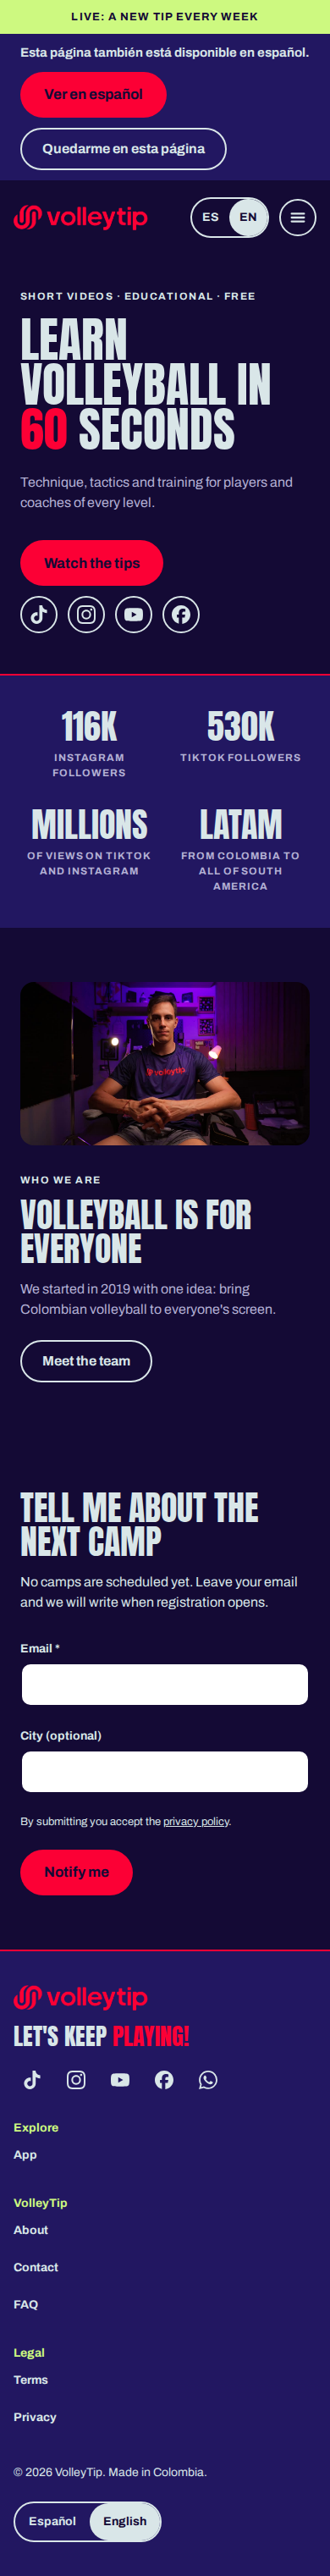 LIVE: A NEW TIP EVERY WEEK
Esta página también está disponible en español.
Ver en español
Quedarme en esta página
volleytip
ES EN
SHORT VIDEOS · EDUCATIONAL · FREE
LEARN
VOLLEYBALL IN
60 SECONDS
Technique, tactics and training for players and
coaches of every level.
Watch the tips
116K
INSTAGRAM
FOLLOWERS
530K
TIKTOK FOLLOWERS
MILLIONS
OF VIEWS ON TIKTOK
AND INSTAGRAM
LATAM
FROM COLOMBIA TO
ALL OF SOUTH
AMERICA
volleytip
WHO WE ARE
VOLLEYBALL IS FOR
EVERYONE
We started in 2019 with one idea: bring
Colombian volleyball to everyone's screen.
Meet the team
TELL ME ABOUT THE
NEXT CAMP
No camps are scheduled yet. Leave your email
and we will write when registration opens.
Email *
City (optional)
By submitting you accept the privacy policy.
Notify me
volleytip
LET'S KEEP PLAYING!
Explore
App
VolleyTip
About
Contact
FAQ
Legal
Terms
Privacy
© 2026 VolleyTip. Made in Colombia.
Español English